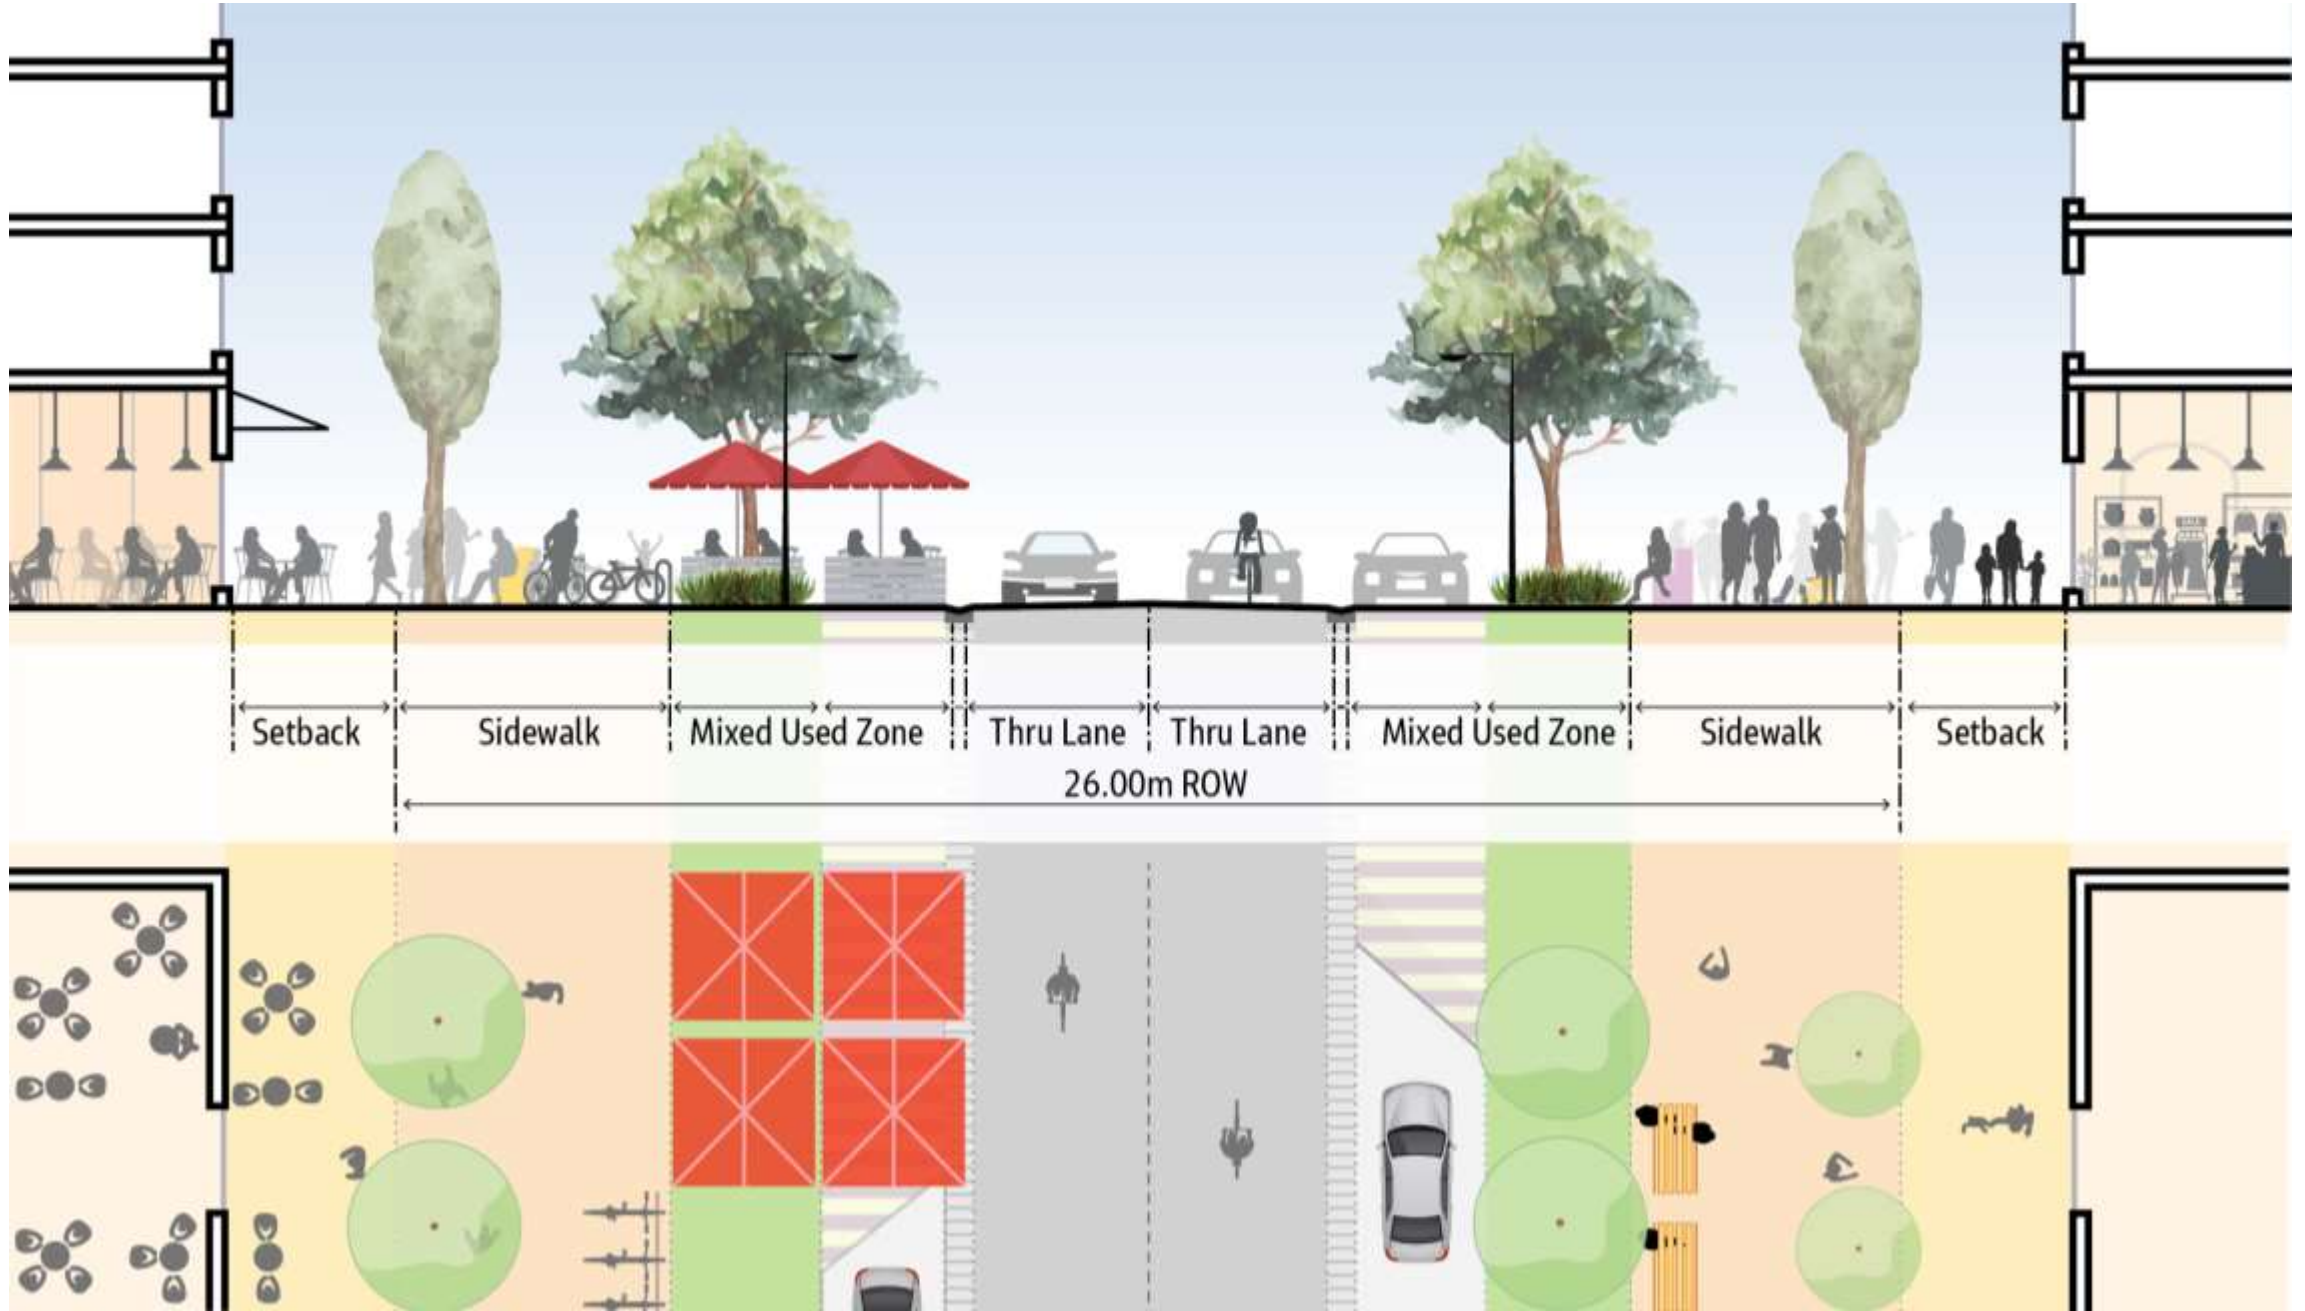 Setback
Sidewalk
Mixed Used Zone
Thru Lane
Thru Lane
Mixed Used Zone
Sidewalk
Setback
26.00m ROW